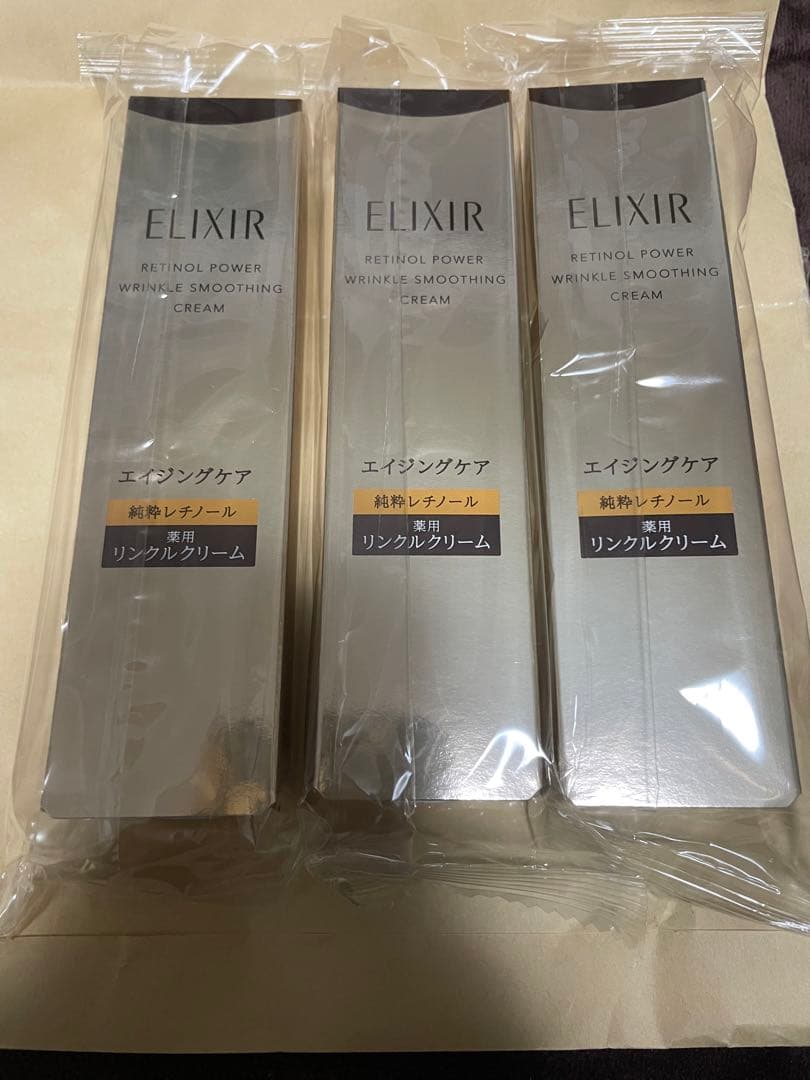 ELIXIR
RETINOL POWER
WRINKLE SMOOTHING
CREAM
エイジングケア
純粋レチノール
薬用
リンクルクリーム
ELIXIR
RETINOL POWER
WRINKLE SMOOTHING
CREAM
エイジングケア
純粋レチノール
薬用
リンクルクリーム
ELIXIR
RETINOL POWER
WRINKLE SMOOTHING
CREAM
エイジングケア
純粋レチノール
薬用
リンクルクリーム